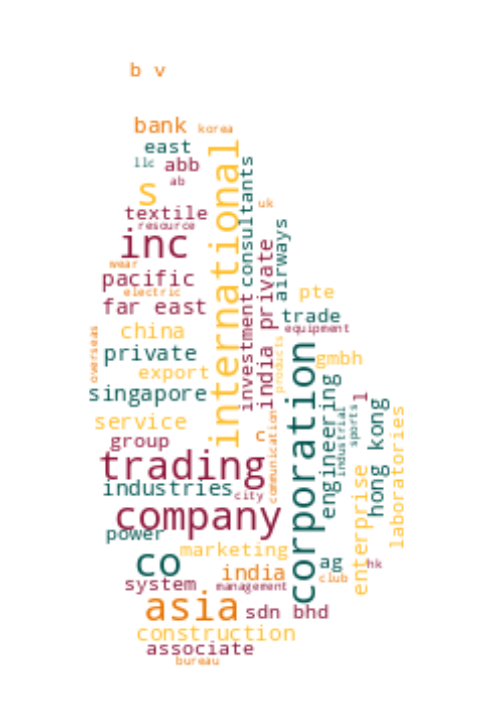 b v
bank
korea
east
llc
abb
ab
s
international
consultants
uk
textile
resource
inc
airways
wear
pacific
electric
india private
investment
far east
pte
trade
equipment
china
overseas
private
products
gmbh
export
singapore
corporation
engineering
l
service
c
communication
industrial
sports
hong kong
laboratories
group
trading
industries
city
company
enterprise
power
marketing
co
ag
hk
india
club
system
management
asia
sdn bhd
construction
associate
bureau